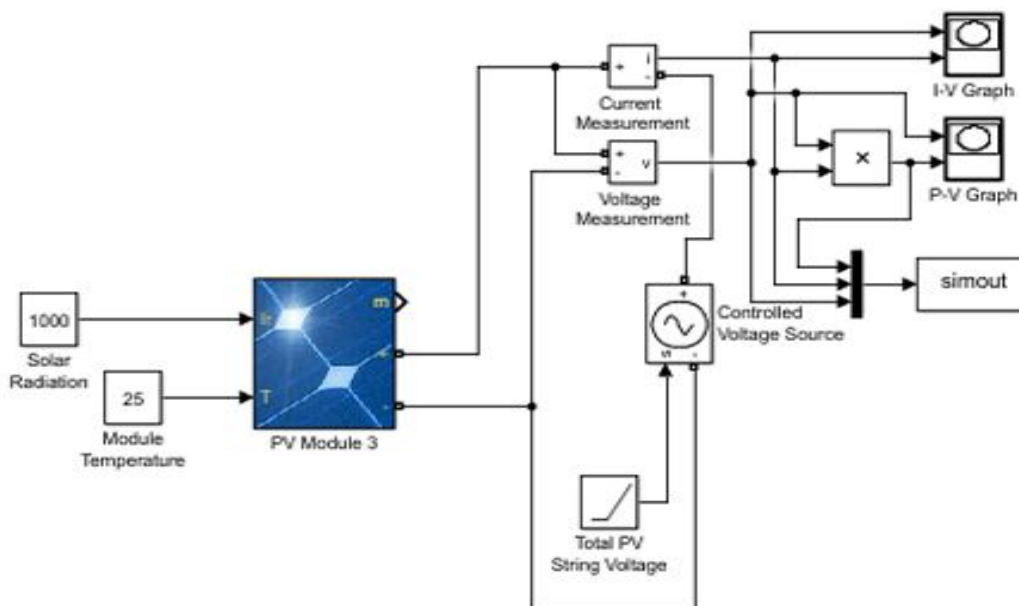 I-V Graph
i
+
-
Current
Measurement
×
P-V Graph
+
-
v
Voltage
Measurement
simout
1000
Solar
Radiation
Ir
m
+
25
T
-
Module
Temperature
PV Module 3
+
s
-
Controlled
Voltage Source
Total PV
String Voltage